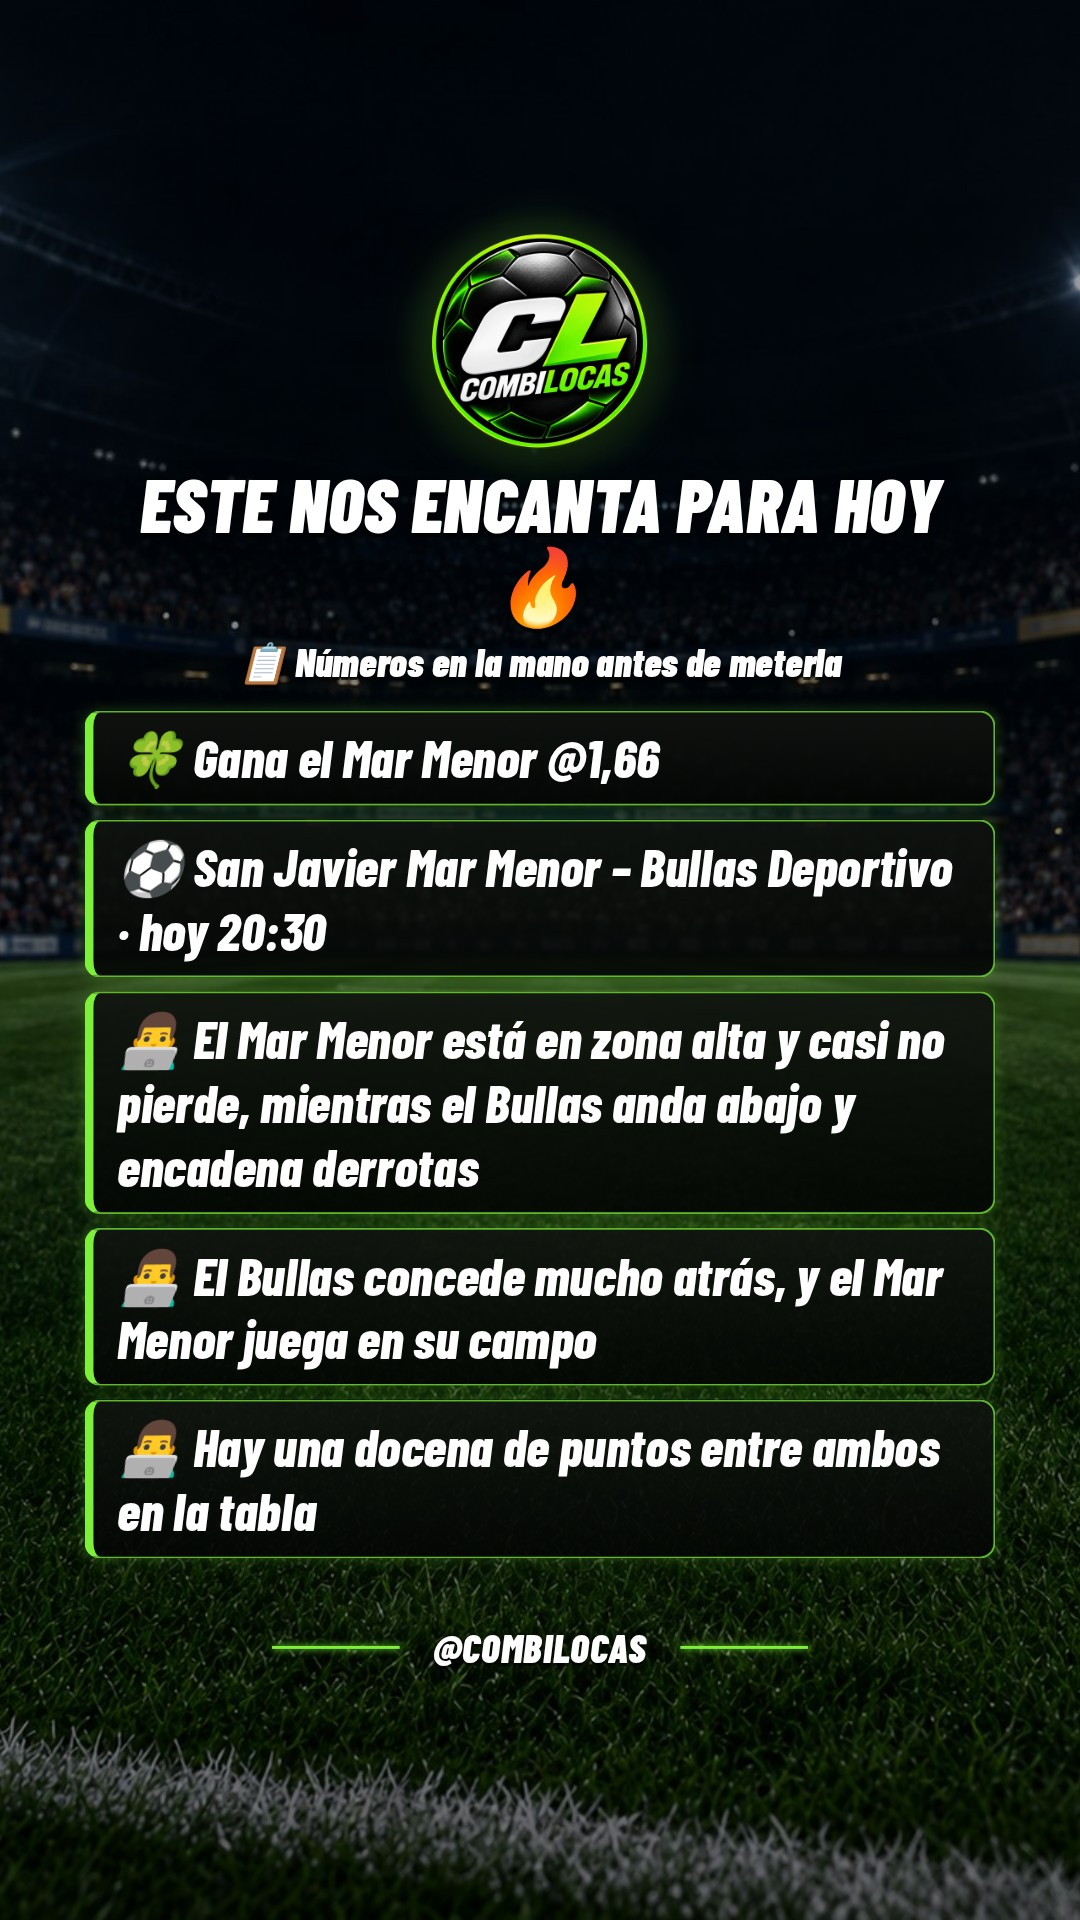 CL
COMBILOCAS
ESTE NOS ENCANTA PARA HOY
🔥
📋 Números en la mano antes de meterla
🍀 Gana el Mar Menor @1,66
⚽ San Javier Mar Menor – Bullas Deportivo
· hoy 20:30
👨‍💻 El Mar Menor está en zona alta y casi no
pierde, mientras el Bullas anda abajo y
encadena derrotas
👨‍💻 El Bullas concede mucho atrás, y el Mar
Menor juega en su campo
👨‍💻 Hay una docena de puntos entre ambos
en la tabla
@COMBILOCAS